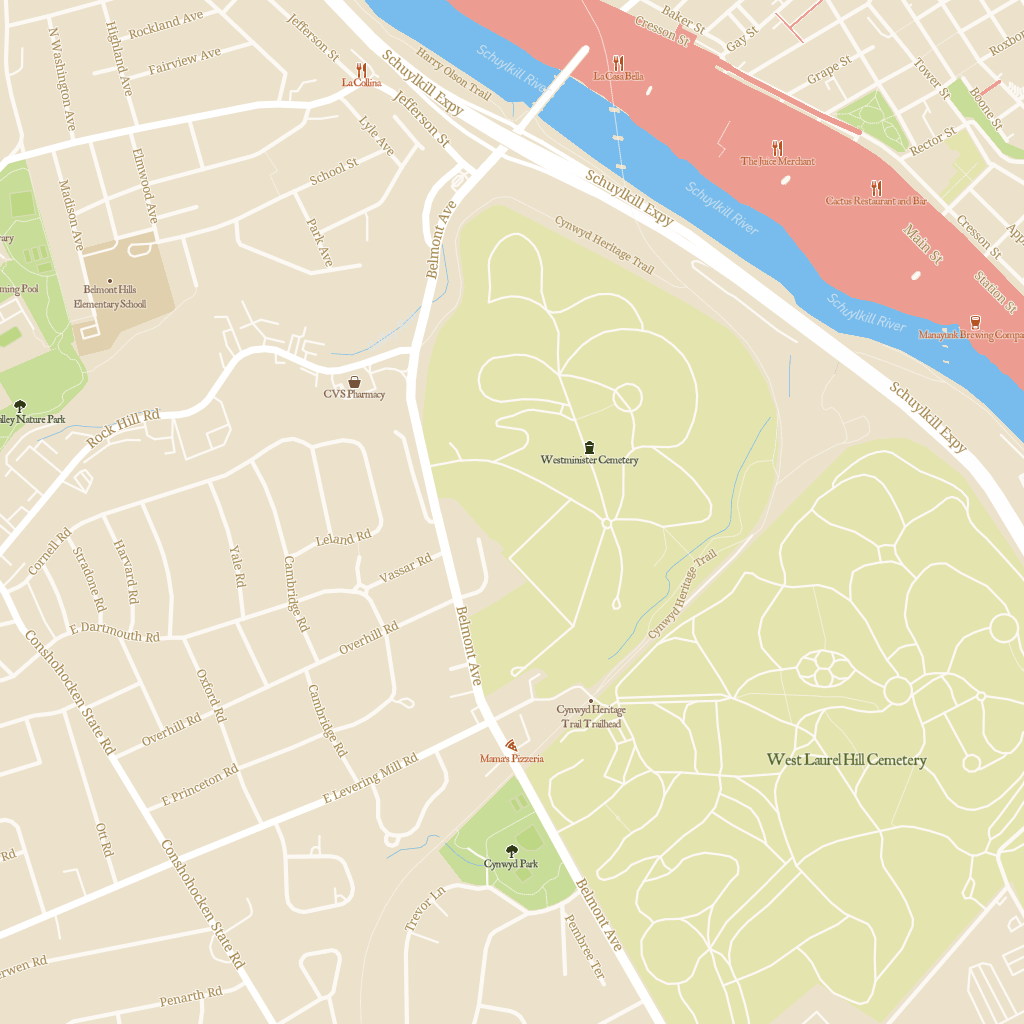 Rockland Ave
Fairview Ave
Highland Ave
N Washington Ave
Jefferson St
La Collina
Schuylkill Expy
Harry Olson Trail
Schuylkill River
Baker St
Cresson St
Gay St
La Casa Bella
Grape St
Tower St
Boone St
Rector St
Jefferson St
Lyle Ave
School St
Elmwood Ave
Madison Ave
Park Ave
Belmont Ave
Schuylkill Expy
Schuylkill River
The Juice Merchant
Cactus Restaurant and Bar
Cresson St
Main St
Station St
Cynwyd Heritage Trail
Belmont Hills
Elementary Schooll
Schuylkill River
CVS Pharmacy
Rock Hill Rd
Schuylkill Expy
Westminister Cemetery
Cornell Rd
Stradone Rd
Harvard Rd
Yale Rd
Cambridge Rd
Leland Rd
Vassar Rd
Overhill Rd
E Dartmouth Rd
Oxford Rd
Cambridge Rd
Belmont Ave
Cynwyd Heritage Trail
Conshohocken State Rd
Overhill Rd
E Princeton Rd
E Levering Mill Rd
Cynwyd Heritage
Trail Trailhead
Mama's Pizzeria
West Laurel Hill Cemetery
Ott Rd
Rd
Cynwyd Park
Trevor Ln
Belmont Ave
Pembree Ter
Conshohocken State Rd
Penarth Rd